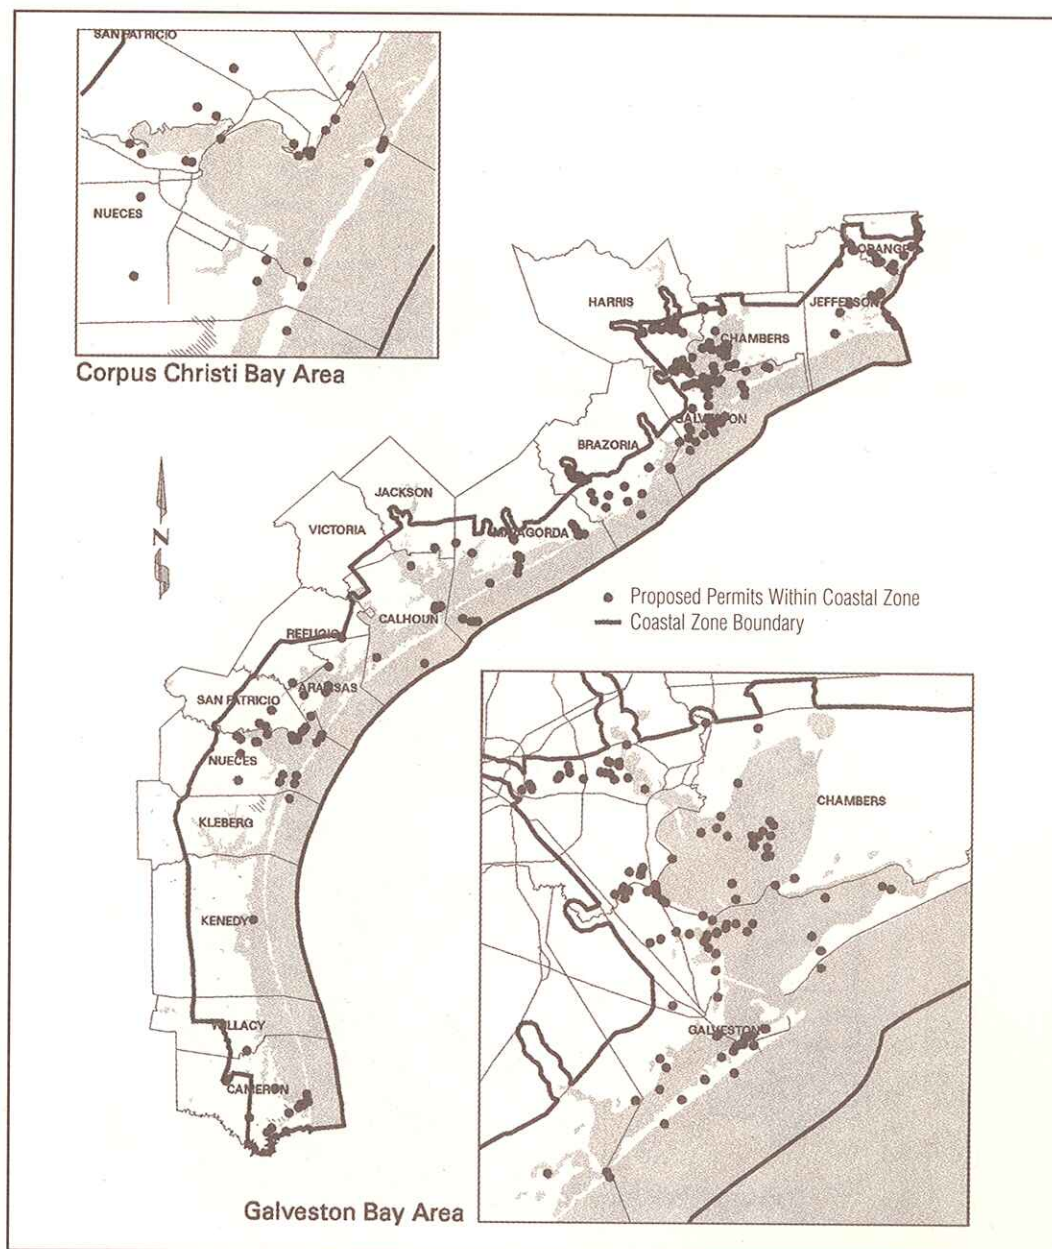 SAN PATRICIO
NUECES
Corpus Christi Bay Area
ORANGE
HARRIS
JEFFERSON
CHAMBERS
GALVESTON
BRAZORIA
JACKSON
VICTORIA
MATAGORDA
N
Proposed Permits Within Coastal Zone
Coastal Zone Boundary
CALHOUN
REFUGIO
ARANSAS
SAN PATRICIO
NUECES
KLEBERG
CHAMBERS
KENEDY
GALVESTON
WILLACY
CAMERON
Galveston Bay Area